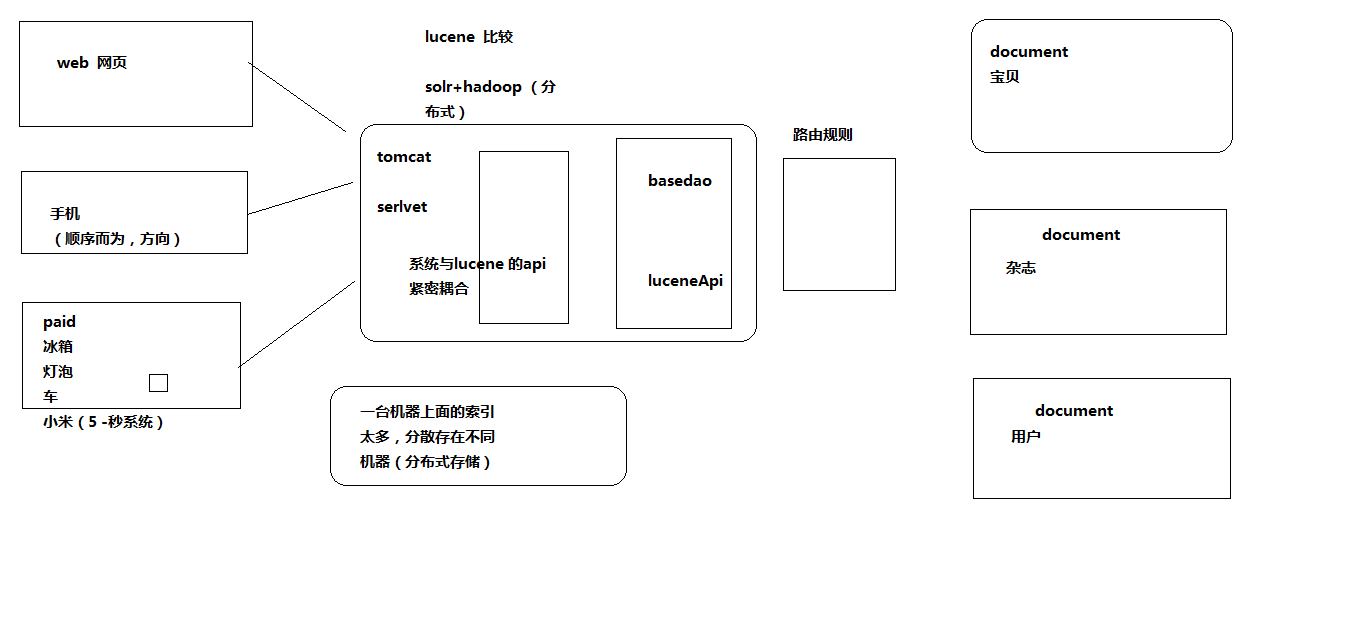 web 网页
手机
（顺序而为，方向）
paid
冰箱
灯泡
车
小米（5 -秒系统）
lucene 比较
solr+hadoop （分
布式）
tomcat
serlvet
系统与lucene 的api
紧密耦合
basedao
luceneApi
一台机器上面的索引
太多，分散存在不同
机器（分布式存储）
路由规则
document
宝贝
document
杂志
document
用户